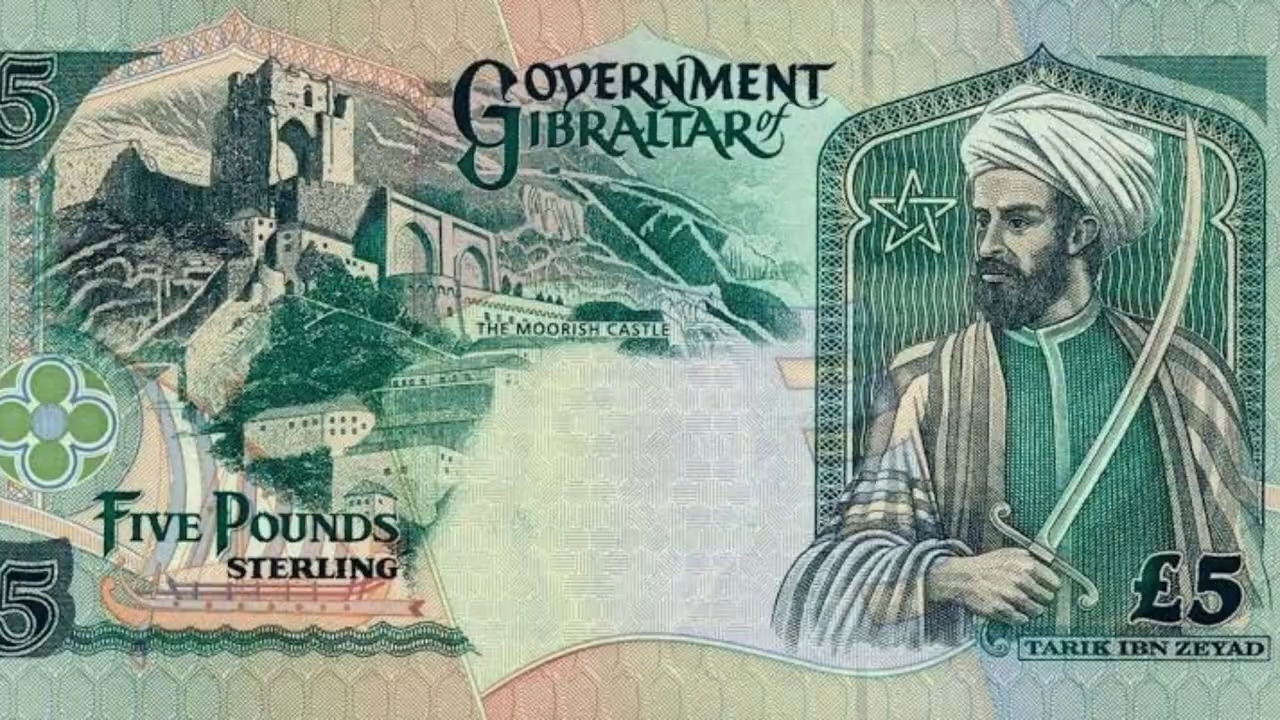 5
GOVERNMENT
of GIBRALTAR
THE MOORISH CASTLE
FIVE POUNDS
STERLING
5
£5
TARIK IBN ZEYAD